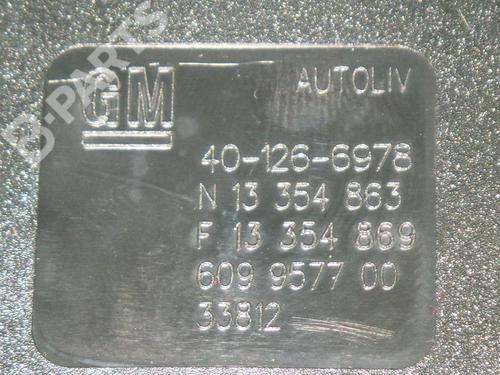 B-PARTS
GM AUTOLIV
40-126-6978
N 13 354 863
F 13 354 869
609 9577 00
33812